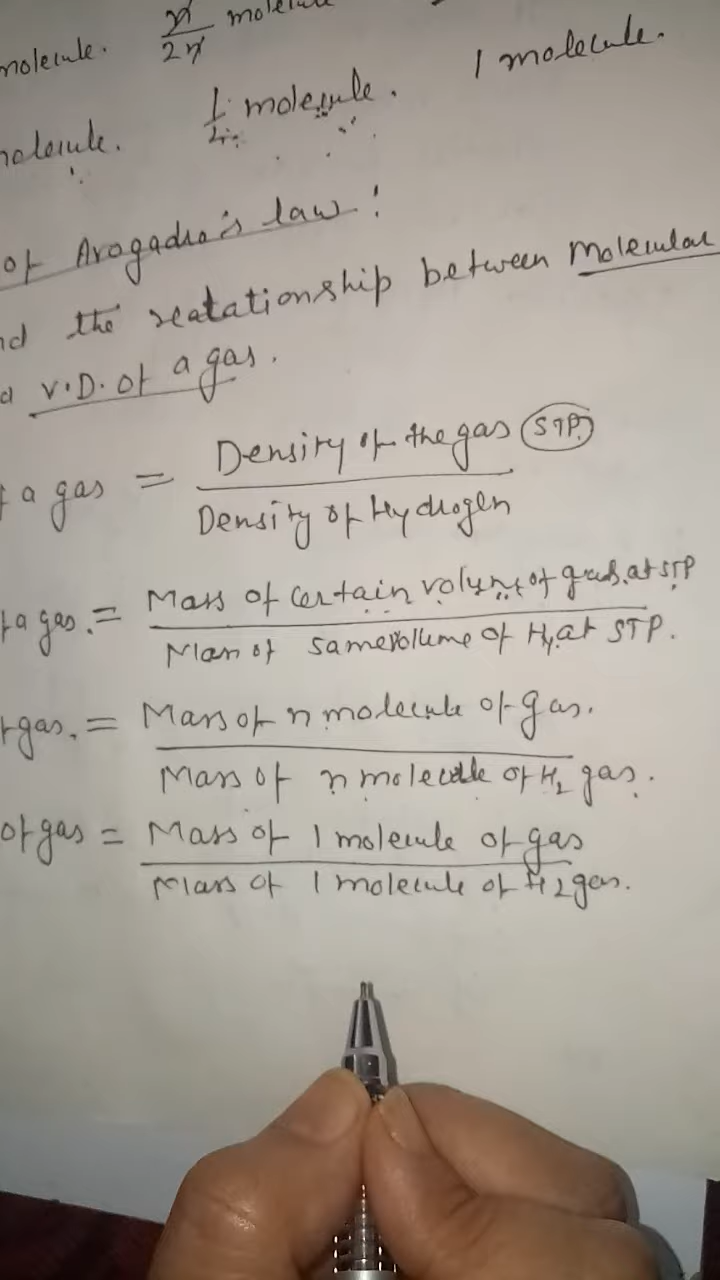 molecule. x/2x molecule
nolecule. 1/2 molecule. 1 molecule.
of Avogadro's law:
nd the reatationship between Molecular
d V.D. of a gas.
f a gas = Density of the gas (STP)
Density of Hydrogen
f a gas. = Mass of Certain volume of gas at STP
Mass of same volume of H2 at STP.
f gas. = Mass of n molecule of gas.
Mass of n molecule of H2 gas.
of gas = Mass of 1 molecule of gas
Mass of 1 molecule of H2 gas.